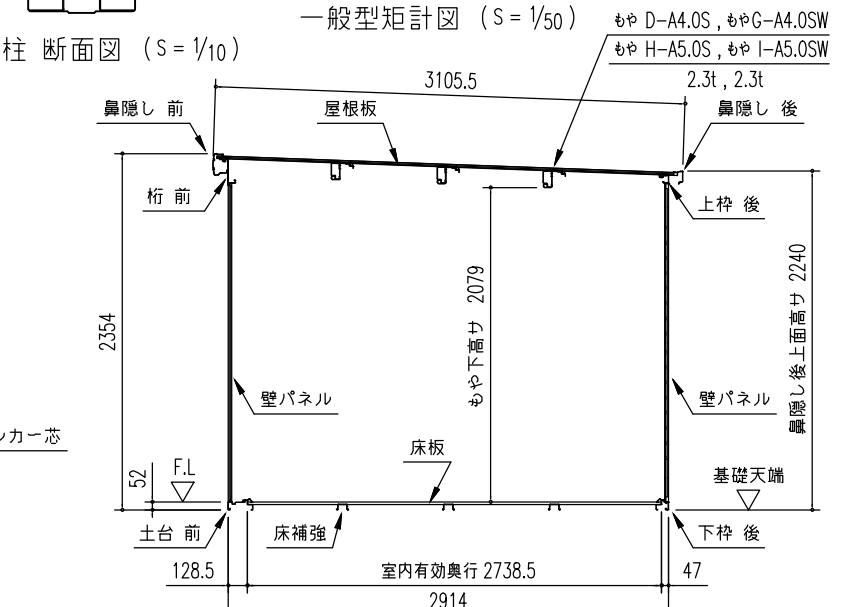 一般型矩計図 (S = 1/50)
柱 断面図 (S = 1/10)
もや D-A4.0S , もやG-A4.0SW
もや H-A5.0S , もや I-A5.0SW
2.3t , 2.3t
3105.5
鼻隠し 前
屋根板
鼻隠し 後
桁 前
上枠 後
2354
もや下高サ 2079
鼻隠し後上面高サ 2240
壁パネル
壁パネル
ンカー芯
床板
52
F.L
基礎天端
土台 前
床補強
下枠 後
128.5
室内有効奥行 2738.5
47
2914